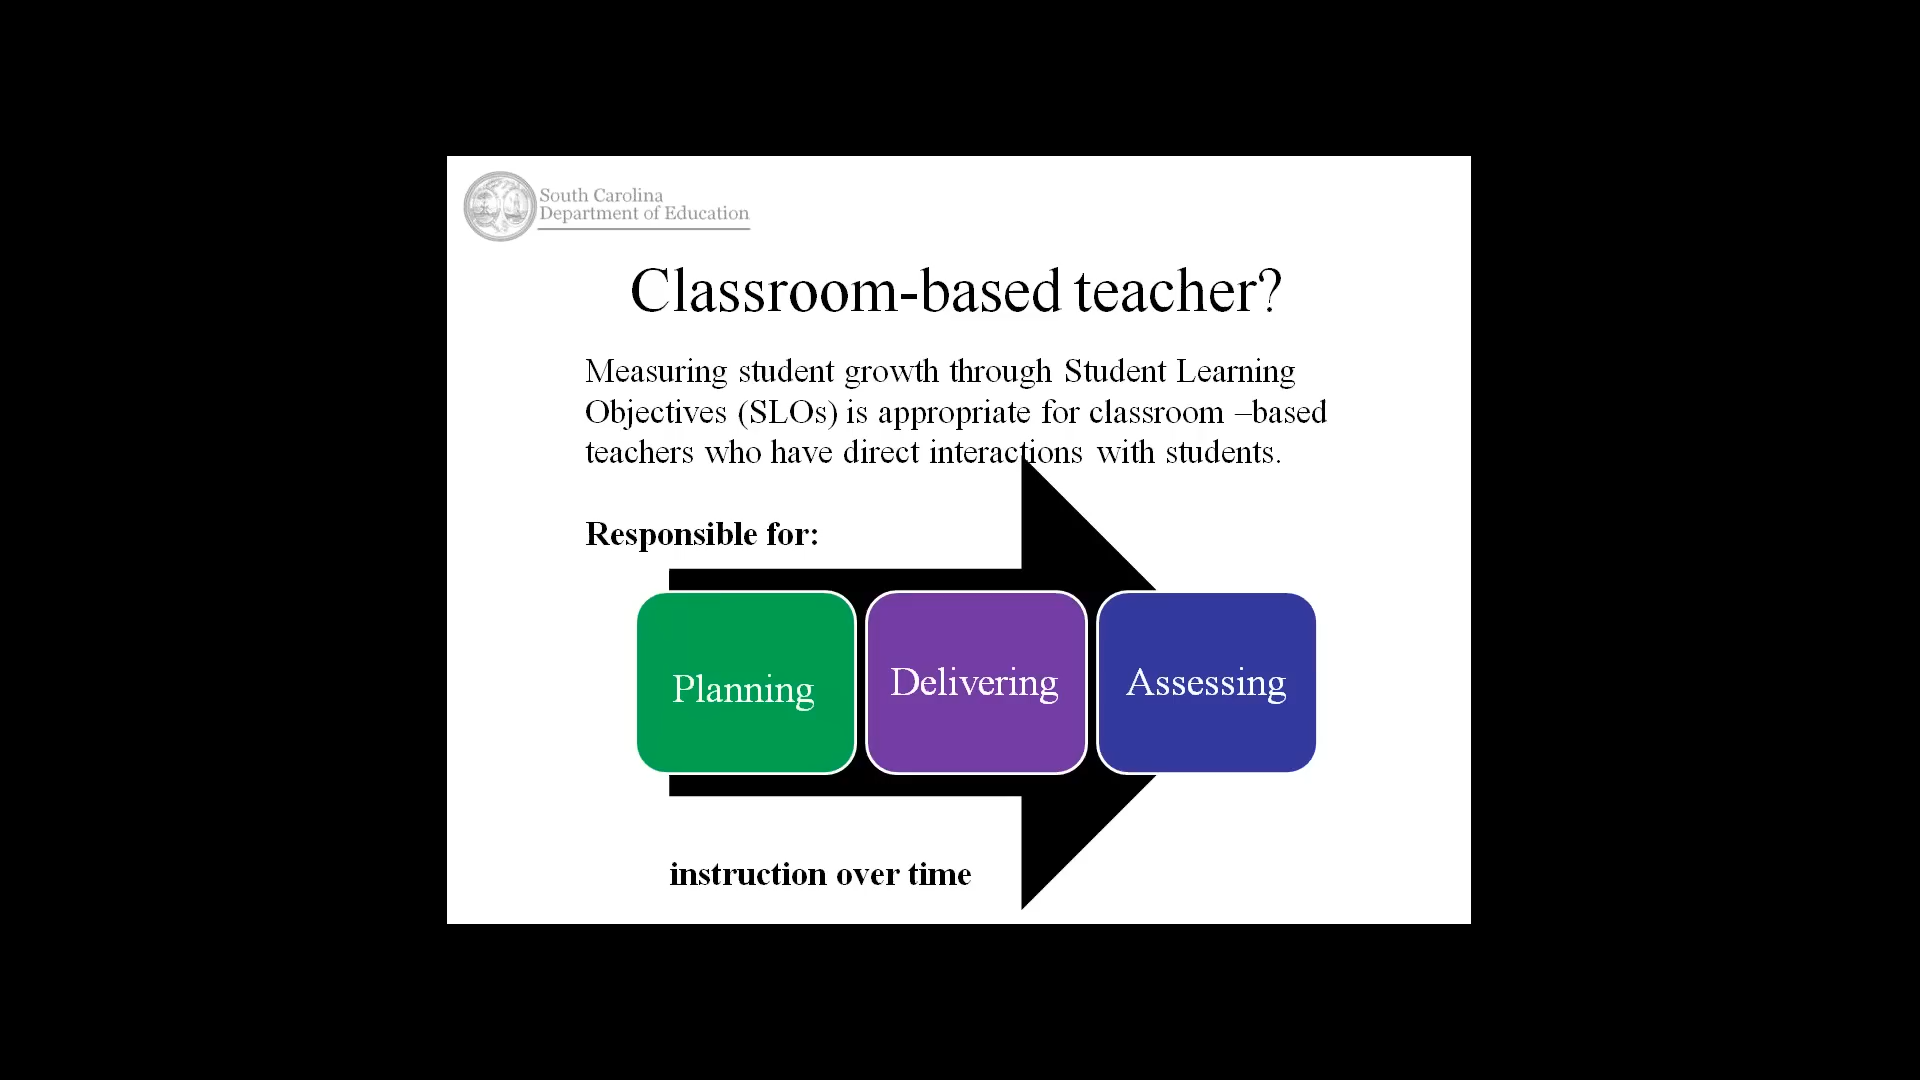 South Carolina
Department of Education
Classroom-based teacher?
Measuring student growth through Student Learning
Objectives (SLOs) is appropriate for classroom –based
teachers who have direct interactions with students.
Responsible for:
Planning
Delivering
Assessing
instruction over time